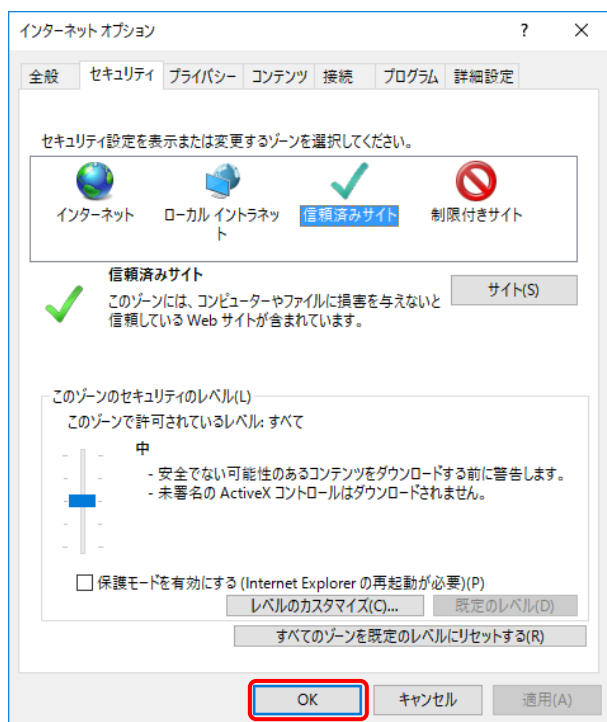 インターネット オプション
全般 セキュリティ プライバシー コンテンツ 接続 プログラム 詳細設定
セキュリティ設定を表示または変更するゾーンを選択してください。
インターネット ローカル イントラネッ 信頼済みサイト 制限付きサイト
ト
信頼済みサイト
サイト(S)
このゾーンには、コンピューターやファイルに損害を与えないと
信頼している Web サイトが含まれています。
このゾーンのセキュリティのレベル(L)
このゾーンで許可されているレベル: すべて
中
- 安全でない可能性のあるコンテンツをダウンロードする前に警告します。
- 未署名の ActiveX コントロールはダウンロードされません。
保護モードを有効にする (Internet Explorer の再起動が必要)(P)
レベルのカスタマイズ(C)... 既定のレベル(D)
すべてのゾーンを既定のレベルにリセットする(R)
OK キャンセル 適用(A)